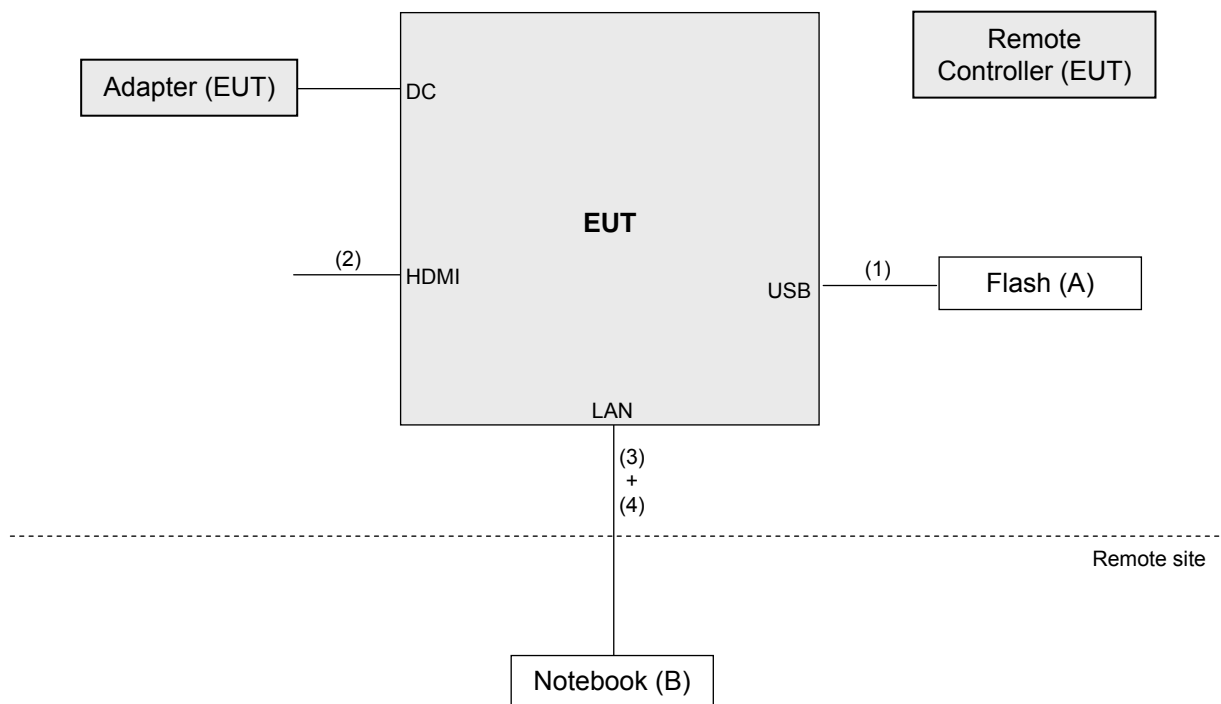 Remote
Controller (EUT)
Adapter (EUT)
DC
EUT
(2)
HDMI
(1)
USB
Flash (A)
LAN
(3)
+
(4)
Remote site
Notebook (B)